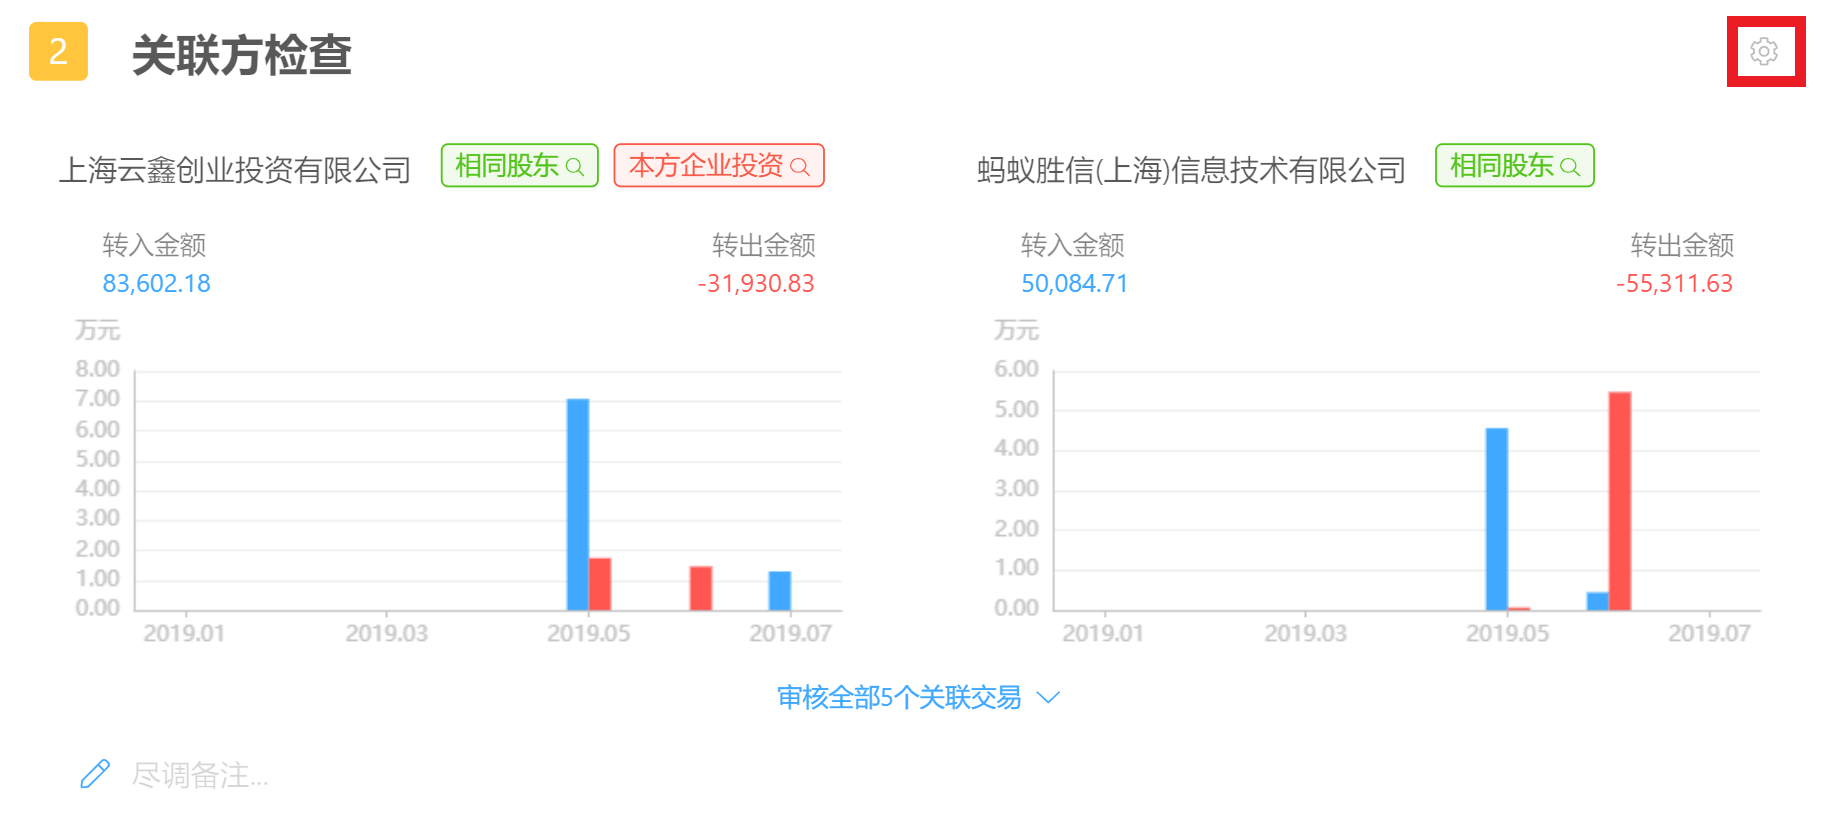 2 关联方检查
上海云鑫创业投资有限公司 相同股东 本方企业投资
转入金额 转出金额
83,602.18 -31,930.83
万元
8.00
7.00
6.00
5.00
4.00
3.00
2.00
1.00
0.00
2019.01 2019.03 2019.05 2019.07
蚂蚁胜信(上海)信息技术有限公司 相同股东
转入金额 转出金额
50,084.71 -55,311.63
万元
6.00
5.00
4.00
3.00
2.00
1.00
0.00
2019.01 2019.03 2019.05 2019.07
审核全部5个关联交易
尽调备注...